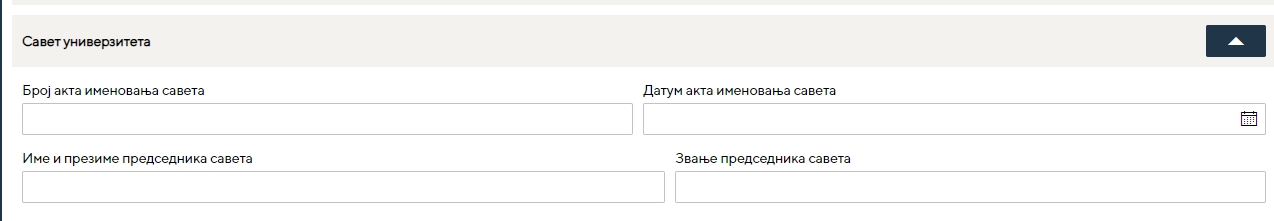 Савет универзитета
Број акта именовања савета
Датум акта именовања савета
Име и презиме председника савета
Звање председника савета